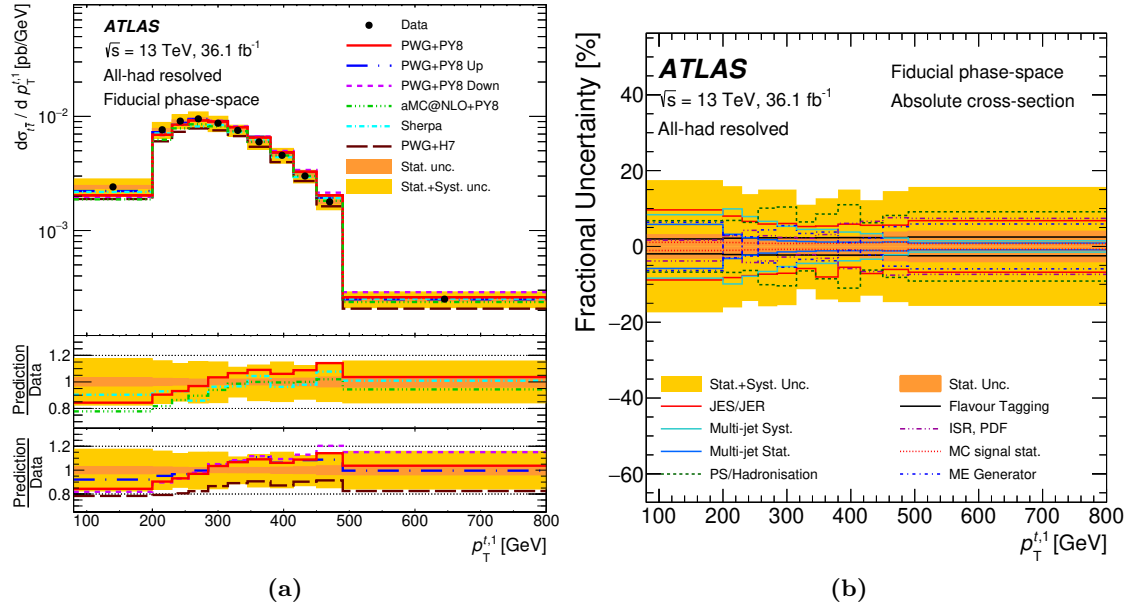 ATLAS
√s = 13 TeV, 36.1 fb⁻¹
All-had resolved
Fiducial phase-space
Data
PWG+PY8
PWG+PY8 Up
PWG+PY8 Down
aMC@NLO+PY8
Sherpa
PWG+H7
Stat. unc.
Stat.+Syst. unc.
dσ_tt̄ / d p_T^{t,1} [pb/GeV]
10⁻²
10⁻³
Prediction
Data
1.2
1
0.8
Prediction
Data
1.2
1
0.8
100 200 300 400 500 600 700 800
p_T^{t,1} [GeV]
(a)
Fractional Uncertainty [%]
ATLAS
√s = 13 TeV, 36.1 fb⁻¹
All-had resolved
Fiducial phase-space
Absolute cross-section
40
20
0
−20
−40
−60
Stat.+Syst. Unc.
JES/JER
Multi-jet Syst.
Multi-jet Stat.
PS/Hadronisation
Stat. Unc.
Flavour Tagging
ISR, PDF
MC signal stat.
ME Generator
100 200 300 400 500 600 700 800
p_T^{t,1} [GeV]
(b)